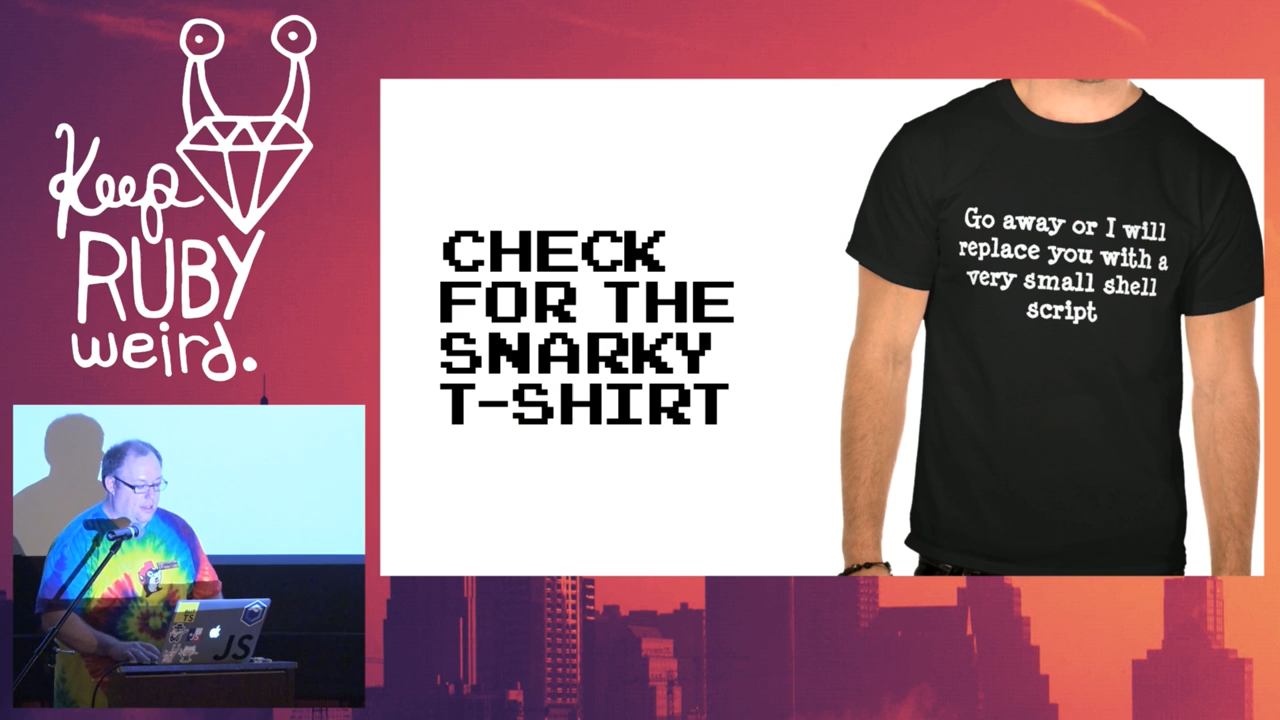 Keep
RUBY
weird.
CHECK
FOR THE
SNARKY
T-SHIRT
Go away or I will
replace you with a
very small shell
script
TS
JS